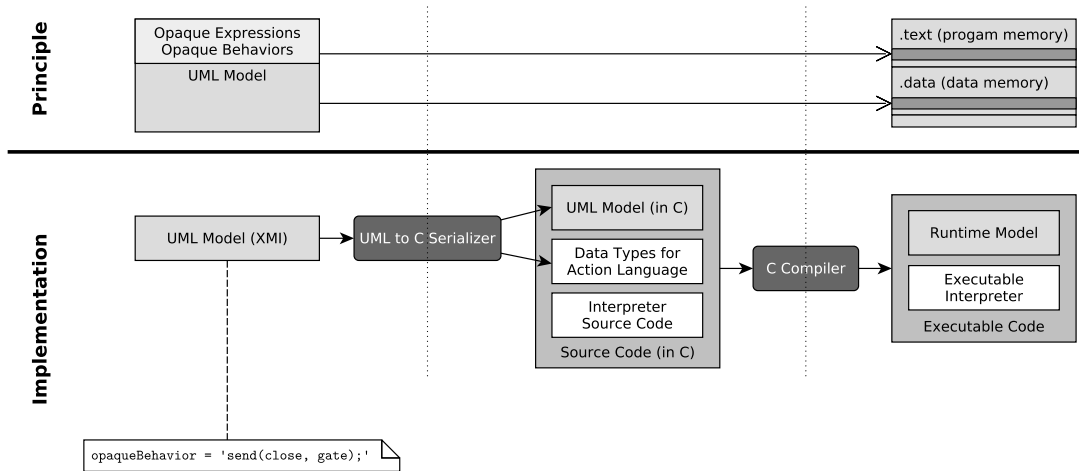 Principle
Opaque Expressions
Opaque Behaviors
UML Model
.text (progam memory)
.data (data memory)
Implementation
UML Model (XMI)
UML to C Serializer
UML Model (in C)
Data Types for
Action Language
Interpreter
Source Code
Source Code (in C)
C Compiler
Runtime Model
Executable
Interpreter
Executable Code
opaqueBehavior = 'send(close, gate);'